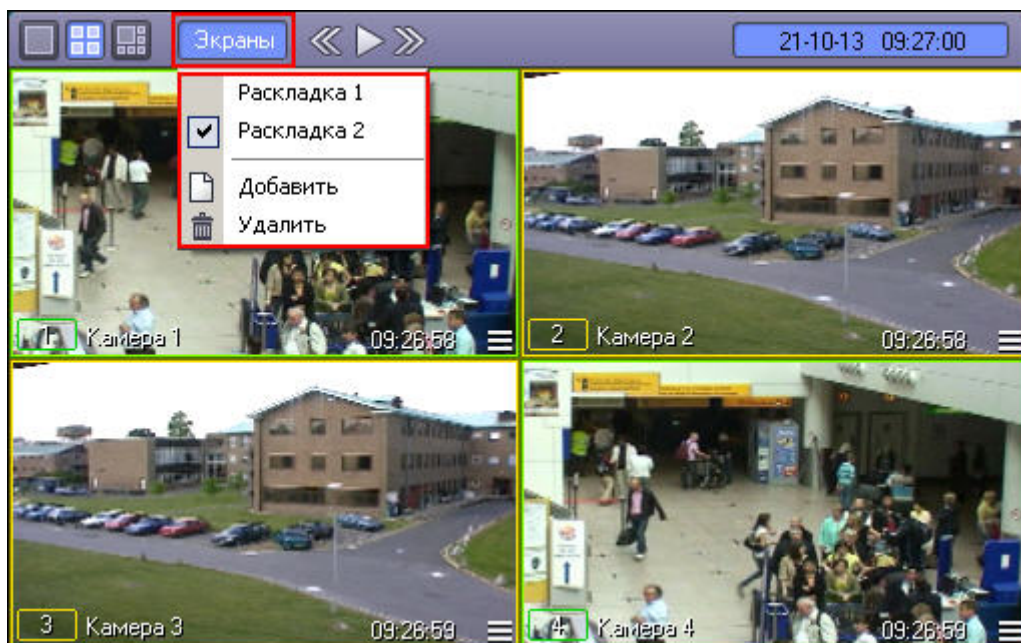 Экраны
21-10-13 09:27:00
Раскладка 1
Раскладка 2
Добавить
Удалить
1 Камера 1 09:26:58
2 Камера 2 09:26:58
3 Камера 3 09:26:59
4 Камера 4 09:26:59